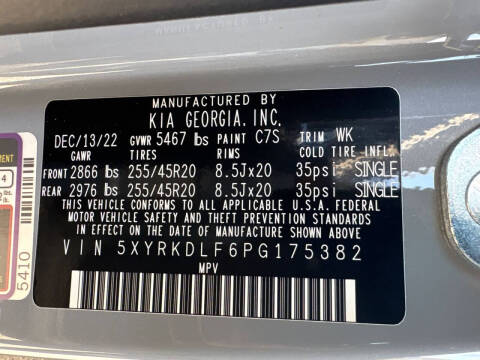 MANUFACTURED BY
KIA GEORGIA, INC.
DEC/13/22 GVWR 5467 lbs PAINT C7S TRIM WK
GAWR TIRES RIMS COLD TIRE INFL.
FRONT 2866 lbs 255/45R20 8.5Jx20 35psi SINGLE
REAR 2976 lbs 255/45R20 8.5Jx20 35psi SINGLE
THIS VEHICLE CONFORMS TO ALL APPLICABLE U.S.A. FEDERAL
MOTOR VEHICLE SAFETY AND THEFT PREVENTION STANDARDS
IN EFFECT ON THE DATE OF MANUFACTURE SHOWN ABOVE
VIN 5XYRKDLF6PG175382
MPV
4
5410